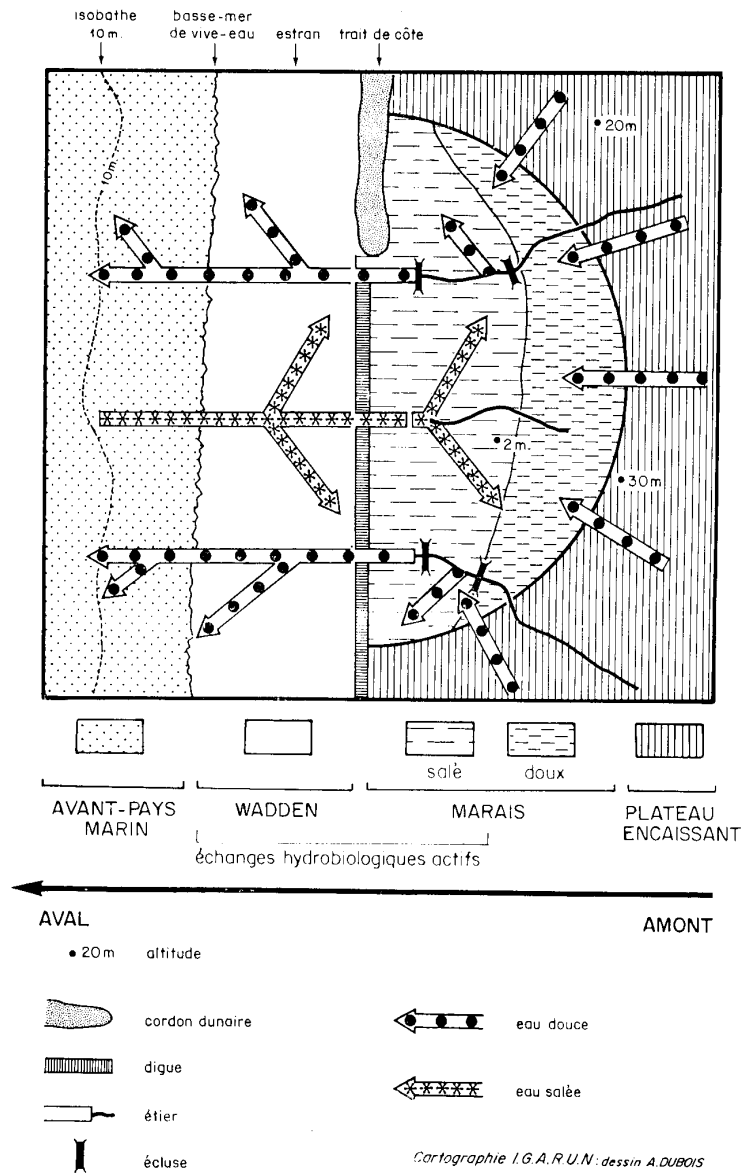 isobathe
10 m.
basse-mer
de vive-eau
estran
trait de côte
10m
20m
2 m.
30m
salé
doux
AVANT-PAYS
MARIN
WADDEN
MARAIS
PLATEAU
ENCAISSANT
échanges hydrobiologiques actifs
AVAL
AMONT
20m altitude
cordon dunaire
eau douce
digue
eau salée
étier
écluse
Cartographie I.G.A.R.U.N : dessin A.DUBOIS